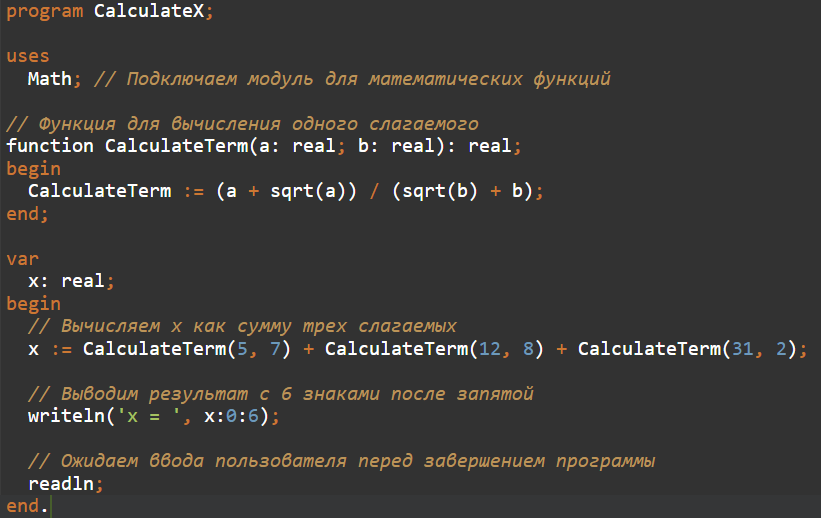 program CalculateX;
uses
  Math; // Подключаем модуль для математических функций
// Функция для вычисления одного слагаемого
function CalculateTerm(a: real; b: real): real;
begin
  CalculateTerm := (a + sqrt(a)) / (sqrt(b) + b);
end;
var
  x: real;
begin
  // Вычисляем x как сумму трех слагаемых
  x := CalculateTerm(5, 7) + CalculateTerm(12, 8) + CalculateTerm(31, 2);
  // Выводим результат с 6 знаками после запятой
  writeln('x = ', x:0:6);
  // Ожидаем ввода пользователя перед завершением программы
  readln;
end.